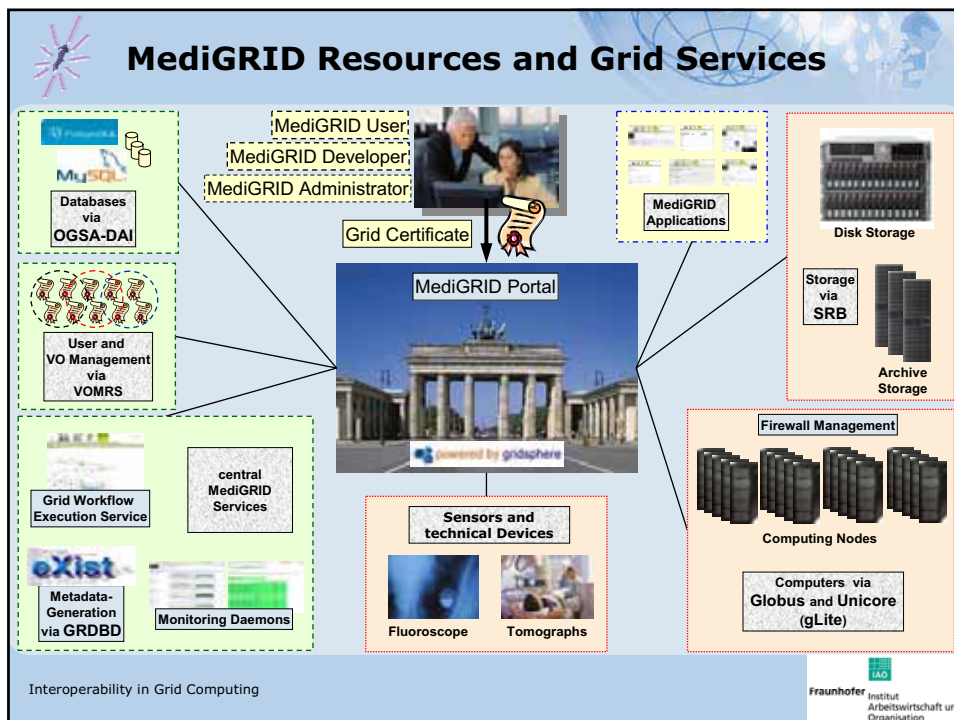 MediGRID Resources and Grid Services
PostgreSQL
MySQL
Databases
via
OGSA-DAI
User and
VO Management
via
VOMRS
Grid Workflow
Execution Service
central
MediGRID
Services
eXist
Metadata-
Generation
via GRDBD
Monitoring Daemons
MediGRID User
MediGRID Developer
MediGRID Administrator
Grid Certificate
MediGRID Portal
powered by gridsphere
Sensors and
technical Devices
Fluoroscope
Tomographs
MediGRID
Applications
Disk Storage
Storage
via
SRB
Archive
Storage
Firewall Management
Computing Nodes
Computers via
Globus and Unicore
(gLite)
Interoperability in Grid Computing
IAO
Fraunhofer Institut
Arbeitswirtschaft un
Organisation